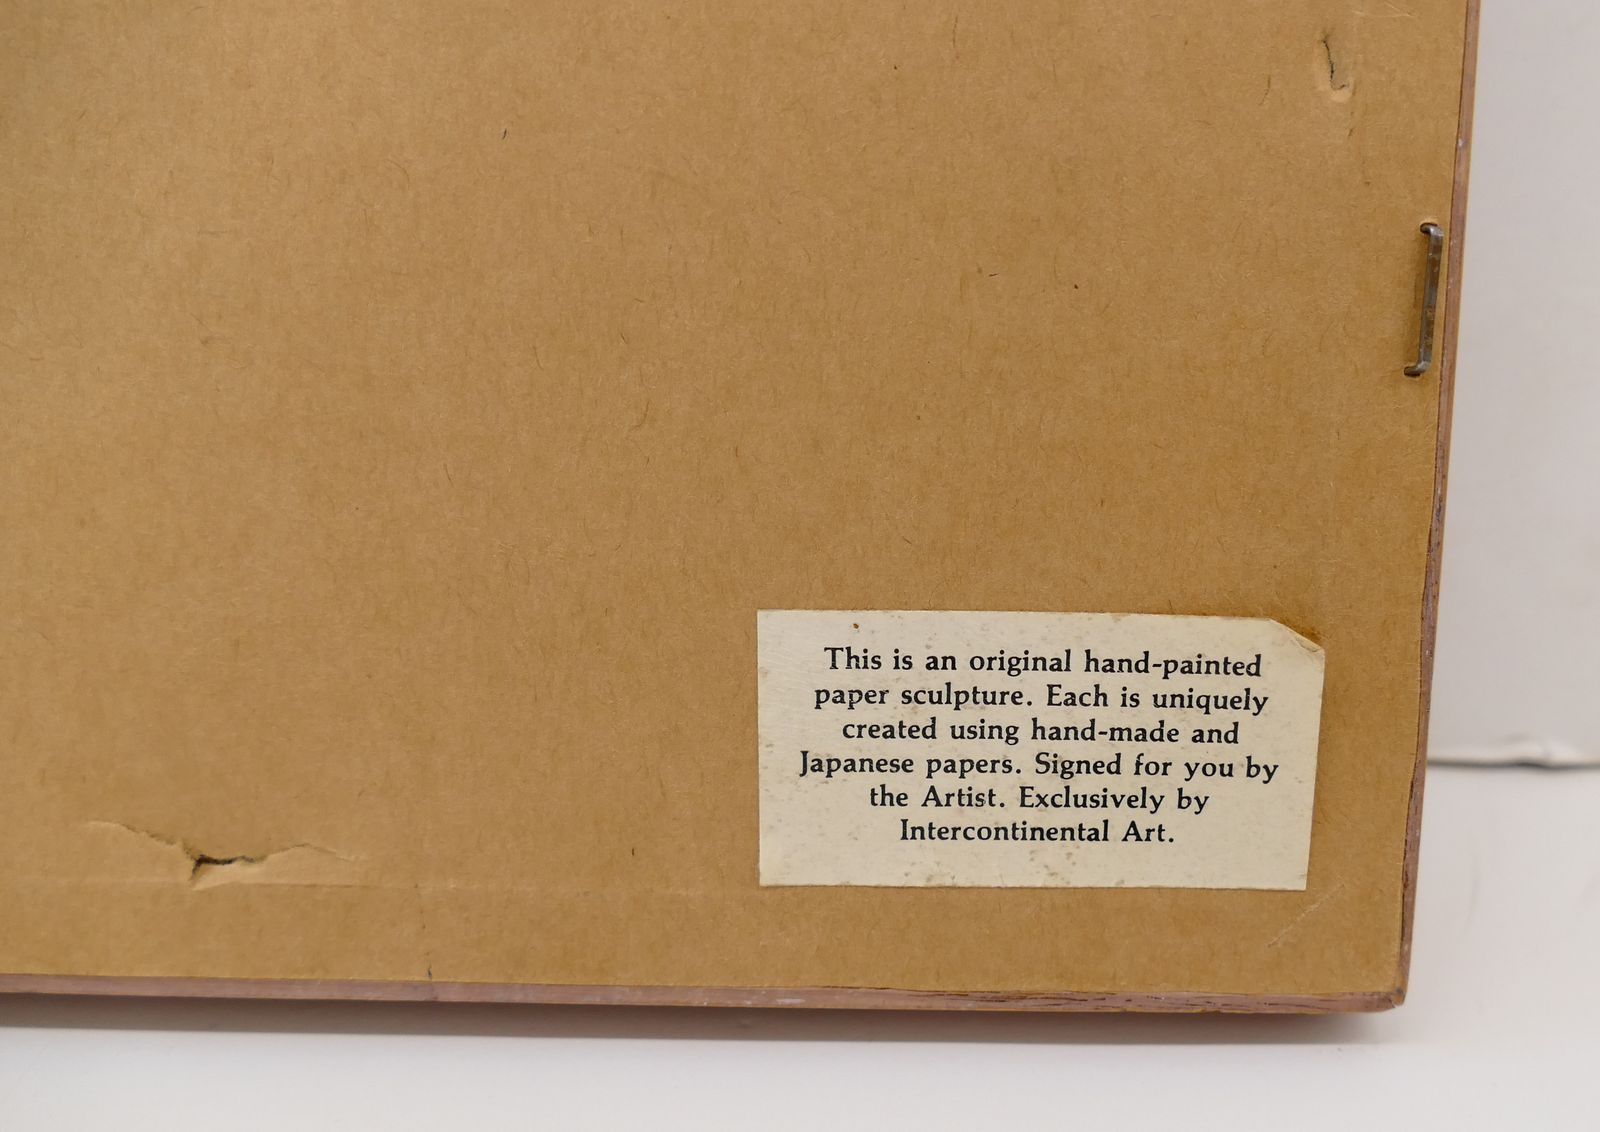 This is an original hand-painted
paper sculpture. Each is uniquely
created using hand-made and
Japanese papers. Signed for you by
the Artist. Exclusively by
Intercontinental Art.